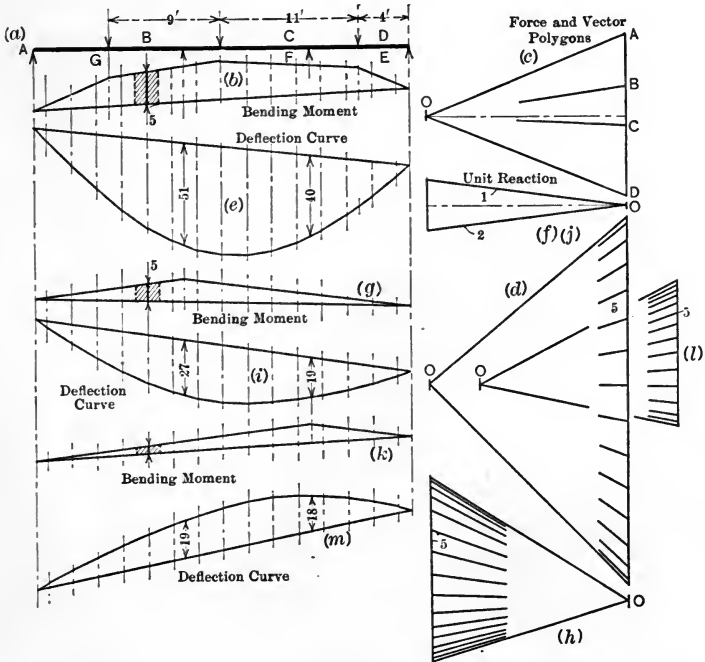 (a)
9′
11′
4′
A
B
C
D
G
F
E
(b)
5
Bending Moment
Deflection Curve
51
40
(e)
5
(g)
Bending Moment
27
19
(i)
Deflection
Curve
(k)
Bending Moment
19
18
(m)
Deflection Curve
Force and Vector
Polygons
(c)
A
O
B
C
D
Unit Reaction
1
O
2
(f)(j)
(d)
5
5
(l)
O
O
5
O
(h)